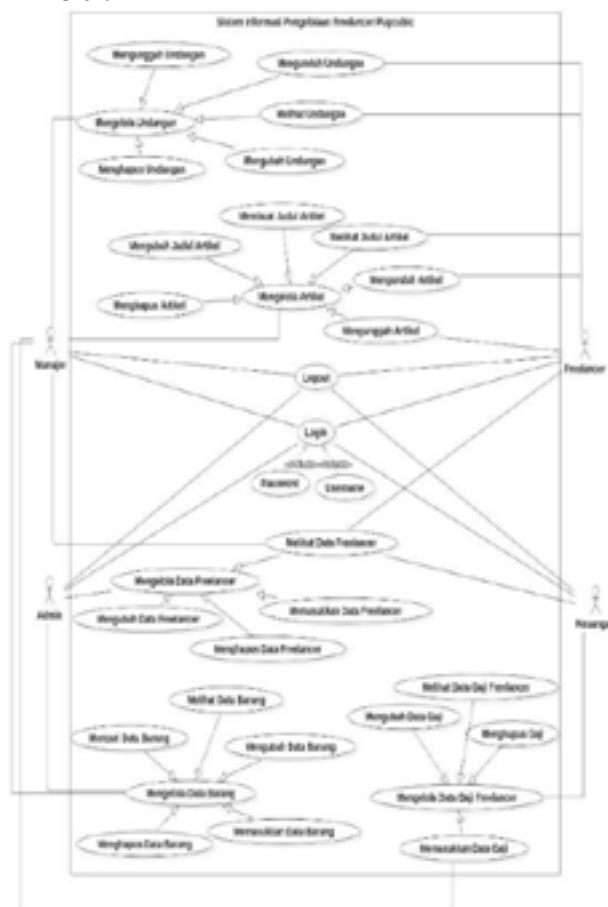 Sistem Informasi Pengelolaan Freelancer
Mengunggah Undangan
Mengunduh Undangan
Melihat Undangan
Mengelola Undangan
Mengubah Undangan
Menghapus Undangan
Membuat Judul Artikel
Melihat Judul Artikel
Mengubah Judul Artikel
Mengunduh Artikel
Mengelola Artikel
Menghapus Artikel
Mengunggah Artikel
Manajer
Freelancer
Logout
Login
Password
Username
Melihat Data Freelancer
Mengelola Data Freelancer
Admin
Memasukkan Data Freelancer
Mengubah Data Freelancer
Menghapus Data Freelancer
Melihat Data Gaji Freelancer
Melihat Data Barang
Mengubah Data Gaji
Mencari Data Barang
Mengubah Data Barang
Menghapus Gaji
Mengelola Data Barang
Mengelola Data Gaji Freelancer
Memasukkan Data Barang
Menghapus Data Barang
Memasukkan Data Gaji